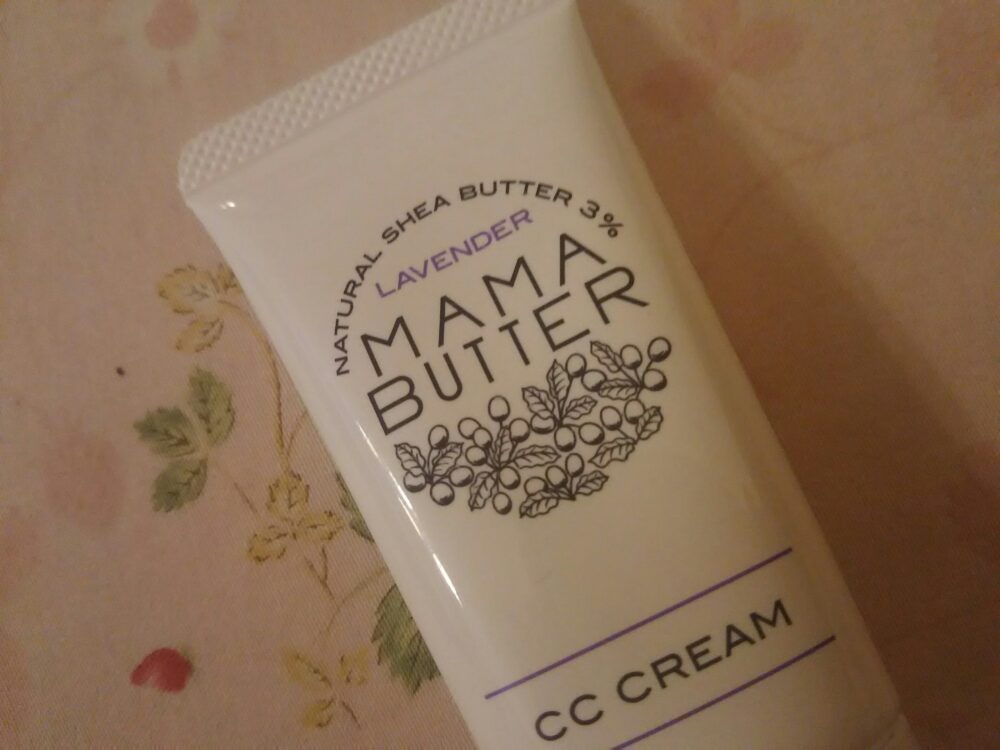 NATURAL SHEA BUTTER 3%
LAVENDER
MAMA
BUTTER
CC CREAM